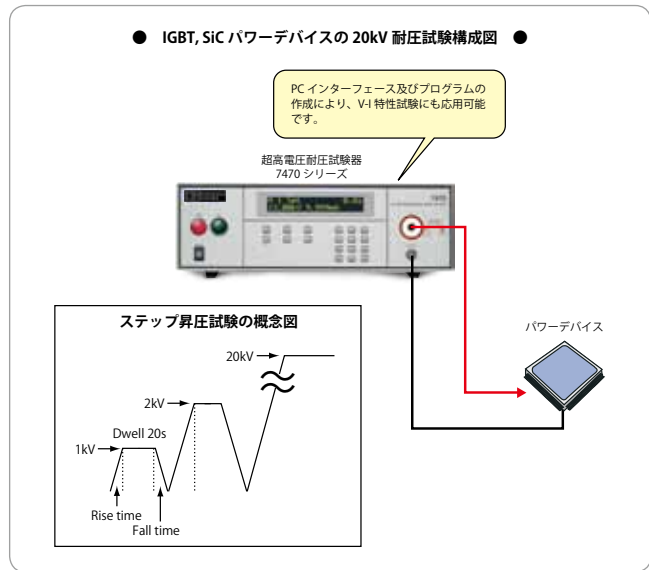 ● IGBT, SiC パワーデバイスの 20kV 耐圧試験構成図 ●
PC インターフェース及びプログラムの
作成により、V-I 特性試験にも応用可能
です。
超高電圧耐圧試験器
7470 シリーズ
ステップ昇圧試験の概念図
20kV
2kV
Dwell 20s
1kV
Rise time
Fall time
パワーデバイス